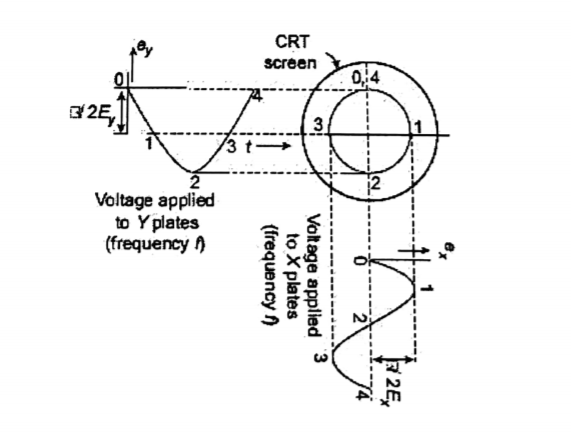 e_y
CRT
screen
0
0,4
4
√2E_y
1
3
t
3
1
2
2
Voltage applied
to Y plates
(frequency f)
Voltage applied
to X plates
(frequency f)
e_x
0
1
2
3
√2E_x
4